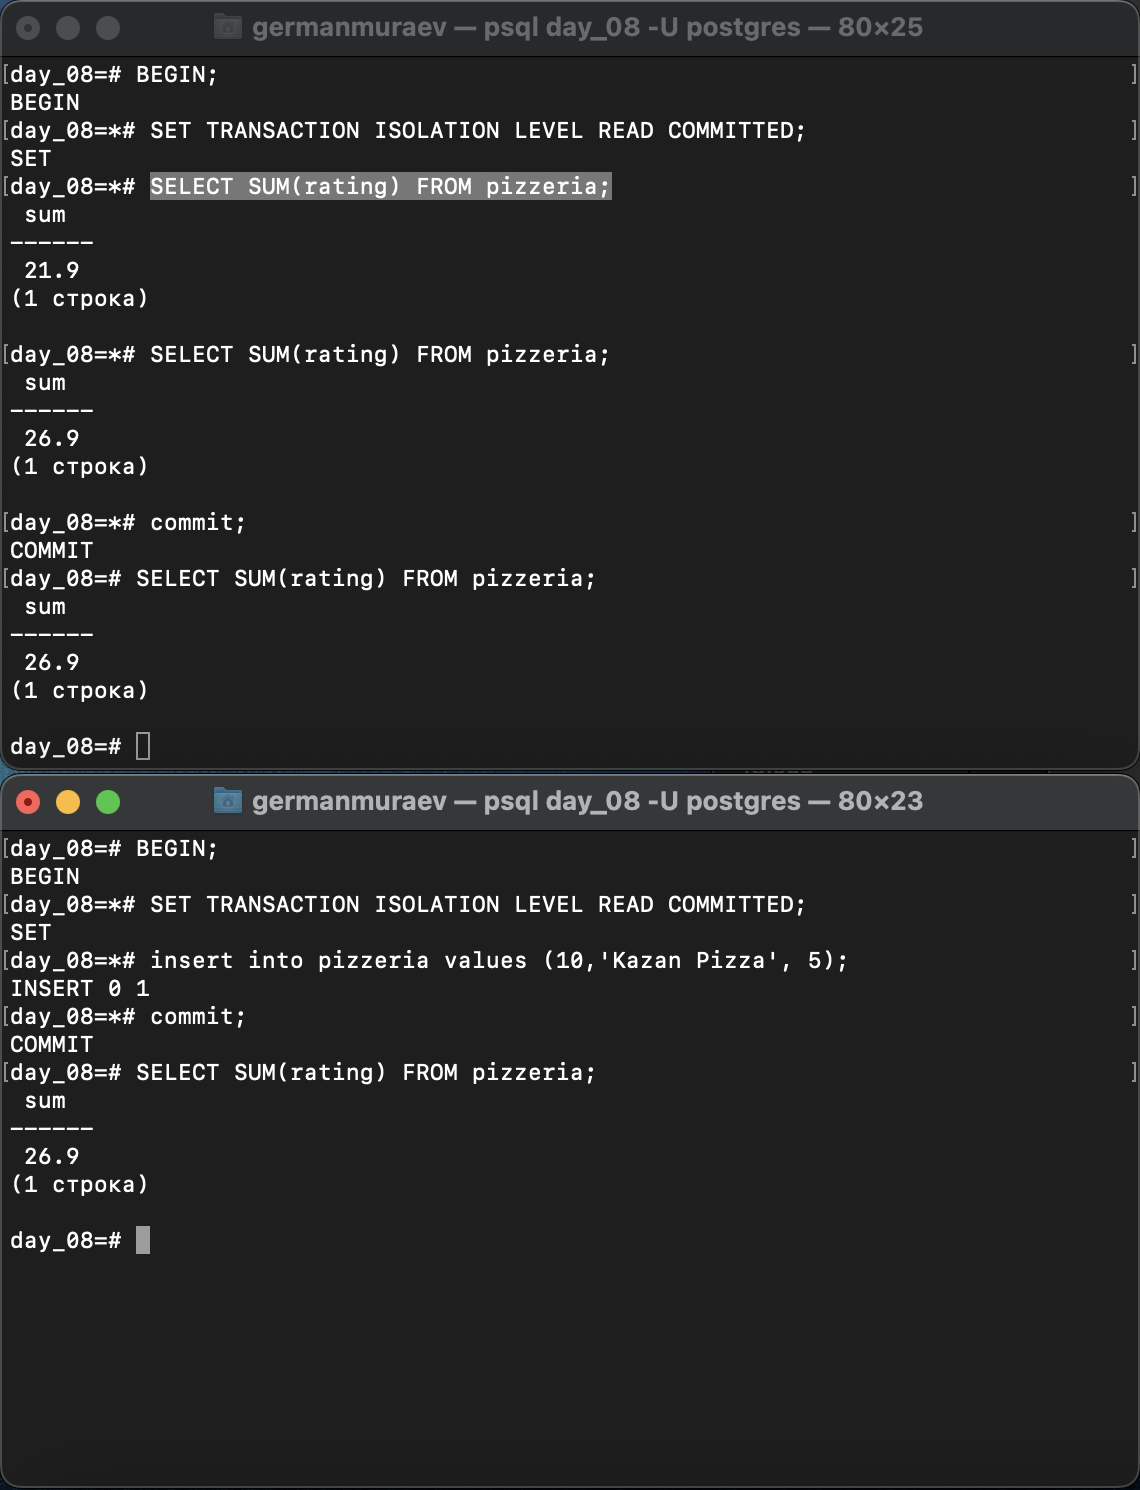 germanmuraev — psql day_08 -U postgres — 80×25
[day_08=# BEGIN; ]
BEGIN
[day_08=*# SET TRANSACTION ISOLATION LEVEL READ COMMITTED; ]
SET
[day_08=*# SELECT SUM(rating) FROM pizzeria; ]
sum
------
21.9
(1 строка)
[day_08=*# SELECT SUM(rating) FROM pizzeria; ]
sum
------
26.9
(1 строка)
[day_08=*# commit; ]
COMMIT
[day_08=# SELECT SUM(rating) FROM pizzeria; ]
sum
------
26.9
(1 строка)
day_08=#
germanmuraev — psql day_08 -U postgres — 80×23
[day_08=# BEGIN; ]
BEGIN
[day_08=*# SET TRANSACTION ISOLATION LEVEL READ COMMITTED; ]
SET
[day_08=*# insert into pizzeria values (10,'Kazan Pizza', 5); ]
INSERT 0 1
[day_08=*# commit; ]
COMMIT
[day_08=# SELECT SUM(rating) FROM pizzeria; ]
sum
------
26.9
(1 строка)
day_08=#